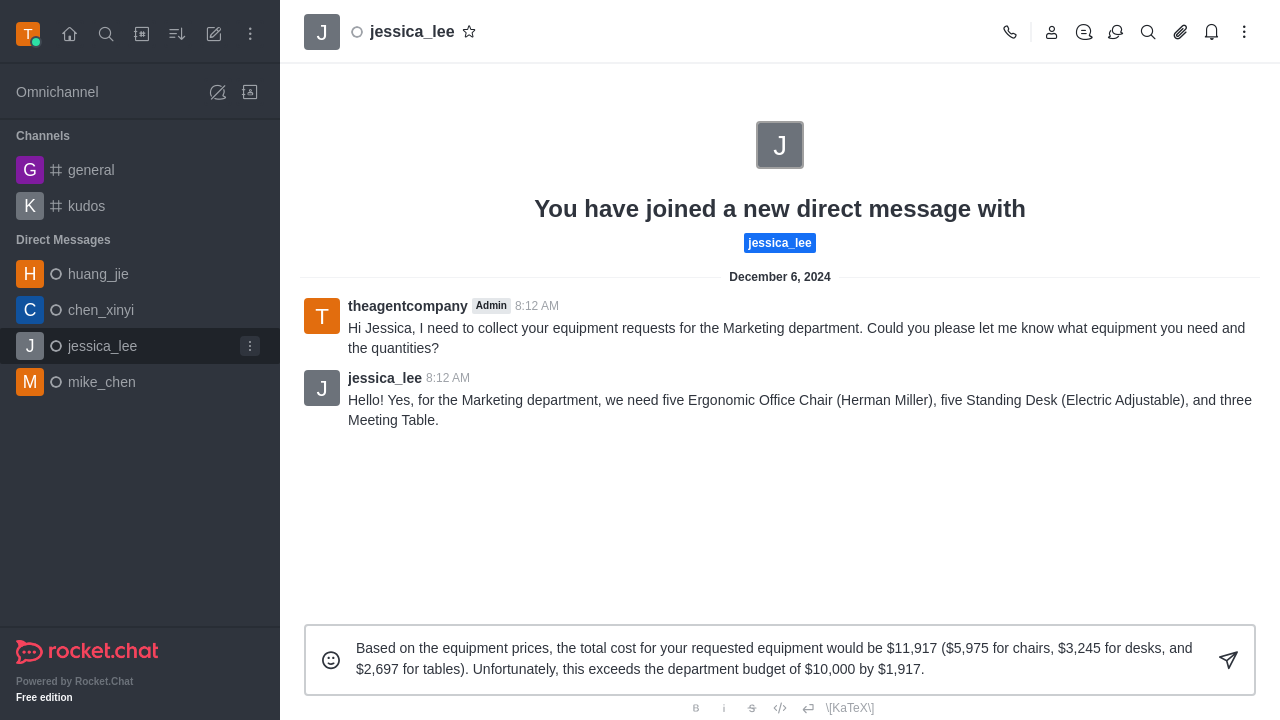 T
J
jessica_lee
Omnichannel
Channels
G general
K kudos
Direct Messages
H huang_jie
C chen_xinyi
J jessica_lee
M mike_chen
rocket.chat
Powered by Rocket.Chat
Free edition
J
You have joined a new direct message with
jessica_lee
December 6, 2024
T
theagentcompany Admin 8:12 AM
Hi Jessica, I need to collect your equipment requests for the Marketing department. Could you please let me know what equipment you need and
the quantities?
J
jessica_lee 8:12 AM
Hello! Yes, for the Marketing department, we need five Ergonomic Office Chair (Herman Miller), five Standing Desk (Electric Adjustable), and three
Meeting Table.
Based on the equipment prices, the total cost for your requested equipment would be $11,917 ($5,975 for chairs, $3,245 for desks, and
$2,697 for tables). Unfortunately, this exceeds the department budget of $10,000 by $1,917.
B i S </> \[KaTeX\]